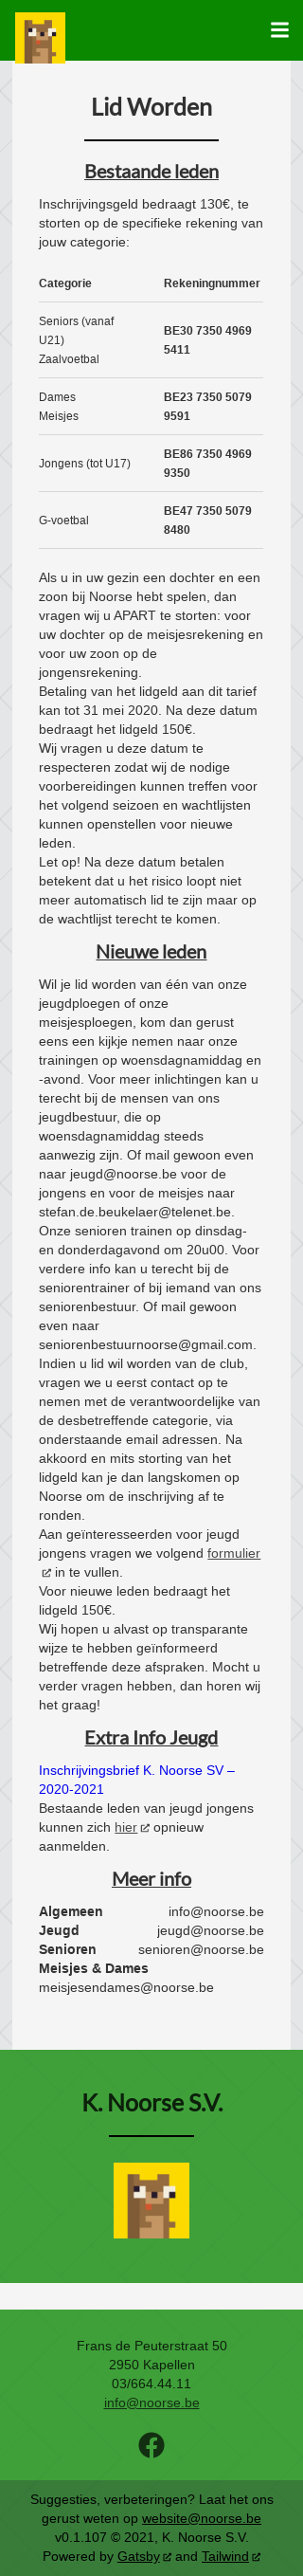 Lid Worden
Bestaande leden
Inschrijvingsgeld bedraagt 130€, te
storten op de specifieke rekening van
jouw categorie:
Categorie Rekeningnummer
Seniors (vanaf
U21)
Zaalvoetbal
BE30 7350 4969
5411
Dames
Meisjes
BE23 7350 5079
9591
Jongens (tot U17)
BE86 7350 4969
9350
G-voetbal
BE47 7350 5079
8480
Als u in uw gezin een dochter en een
zoon bij Noorse hebt spelen, dan
vragen wij u APART te storten: voor
uw dochter op de meisjesrekening en
voor uw zoon op de
jongensrekening.
Betaling van het lidgeld aan dit tarief
kan tot 31 mei 2020. Na deze datum
bedraagt het lidgeld 150€.
Wij vragen u deze datum te
respecteren zodat wij de nodige
voorbereidingen kunnen treffen voor
het volgend seizoen en wachtlijsten
kunnen openstellen voor nieuwe
leden.
Let op! Na deze datum betalen
betekent dat u het risico loopt niet
meer automatisch lid te zijn maar op
de wachtlijst terecht te komen.
Nieuwe leden
Wil je lid worden van één van onze
jeugdploegen of onze
meisjesploegen, kom dan gerust
eens een kijkje nemen naar onze
trainingen op woensdagnamiddag en
-avond. Voor meer inlichtingen kan u
terecht bij de mensen van ons
jeugdbestuur, die op
woensdagnamiddag steeds
aanwezig zijn. Of mail gewoon even
naar jeugd@noorse.be voor de
jongens en voor de meisjes naar
stefan.de.beukelaer@telenet.be.
Onze senioren trainen op dinsdag-
en donderdagavond om 20u00. Voor
verdere info kan u terecht bij de
seniorentrainer of bij iemand van ons
seniorenbestuur. Of mail gewoon
even naar
seniorenbestuurnoorse@gmail.com.
Indien u lid wil worden van de club,
vragen we u eerst contact op te
nemen met de verantwoordelijke van
de desbetreffende categorie, via
onderstaande email adressen. Na
akkoord en mits storting van het
lidgeld kan je dan langskomen op
Noorse om de inschrijving af te
ronden.
Aan geïnteresseerden voor jeugd
jongens vragen we volgend formulier
in te vullen.
Voor nieuwe leden bedraagt het
lidgeld 150€.
Wij hopen u alvast op transparante
wijze te hebben geïnformeerd
betreffende deze afspraken. Mocht u
verder vragen hebben, dan horen wij
het graag!
Extra Info Jeugd
Inschrijvingsbrief K. Noorse SV –
2020-2021
Bestaande leden van jeugd jongens
kunnen zich hier opnieuw
aanmelden.
Meer info
Algemeen info@noorse.be
Jeugd jeugd@noorse.be
Senioren senioren@noorse.be
Meisjes & Dames
meisjesendames@noorse.be
K. Noorse S.V.
Frans de Peuterstraat 50
2950 Kapellen
03/664.44.11
info@noorse.be
Suggesties, verbeteringen? Laat het ons
gerust weten op website@noorse.be
v0.1.107 © 2021, K. Noorse S.V.
Powered by Gatsby and Tailwind